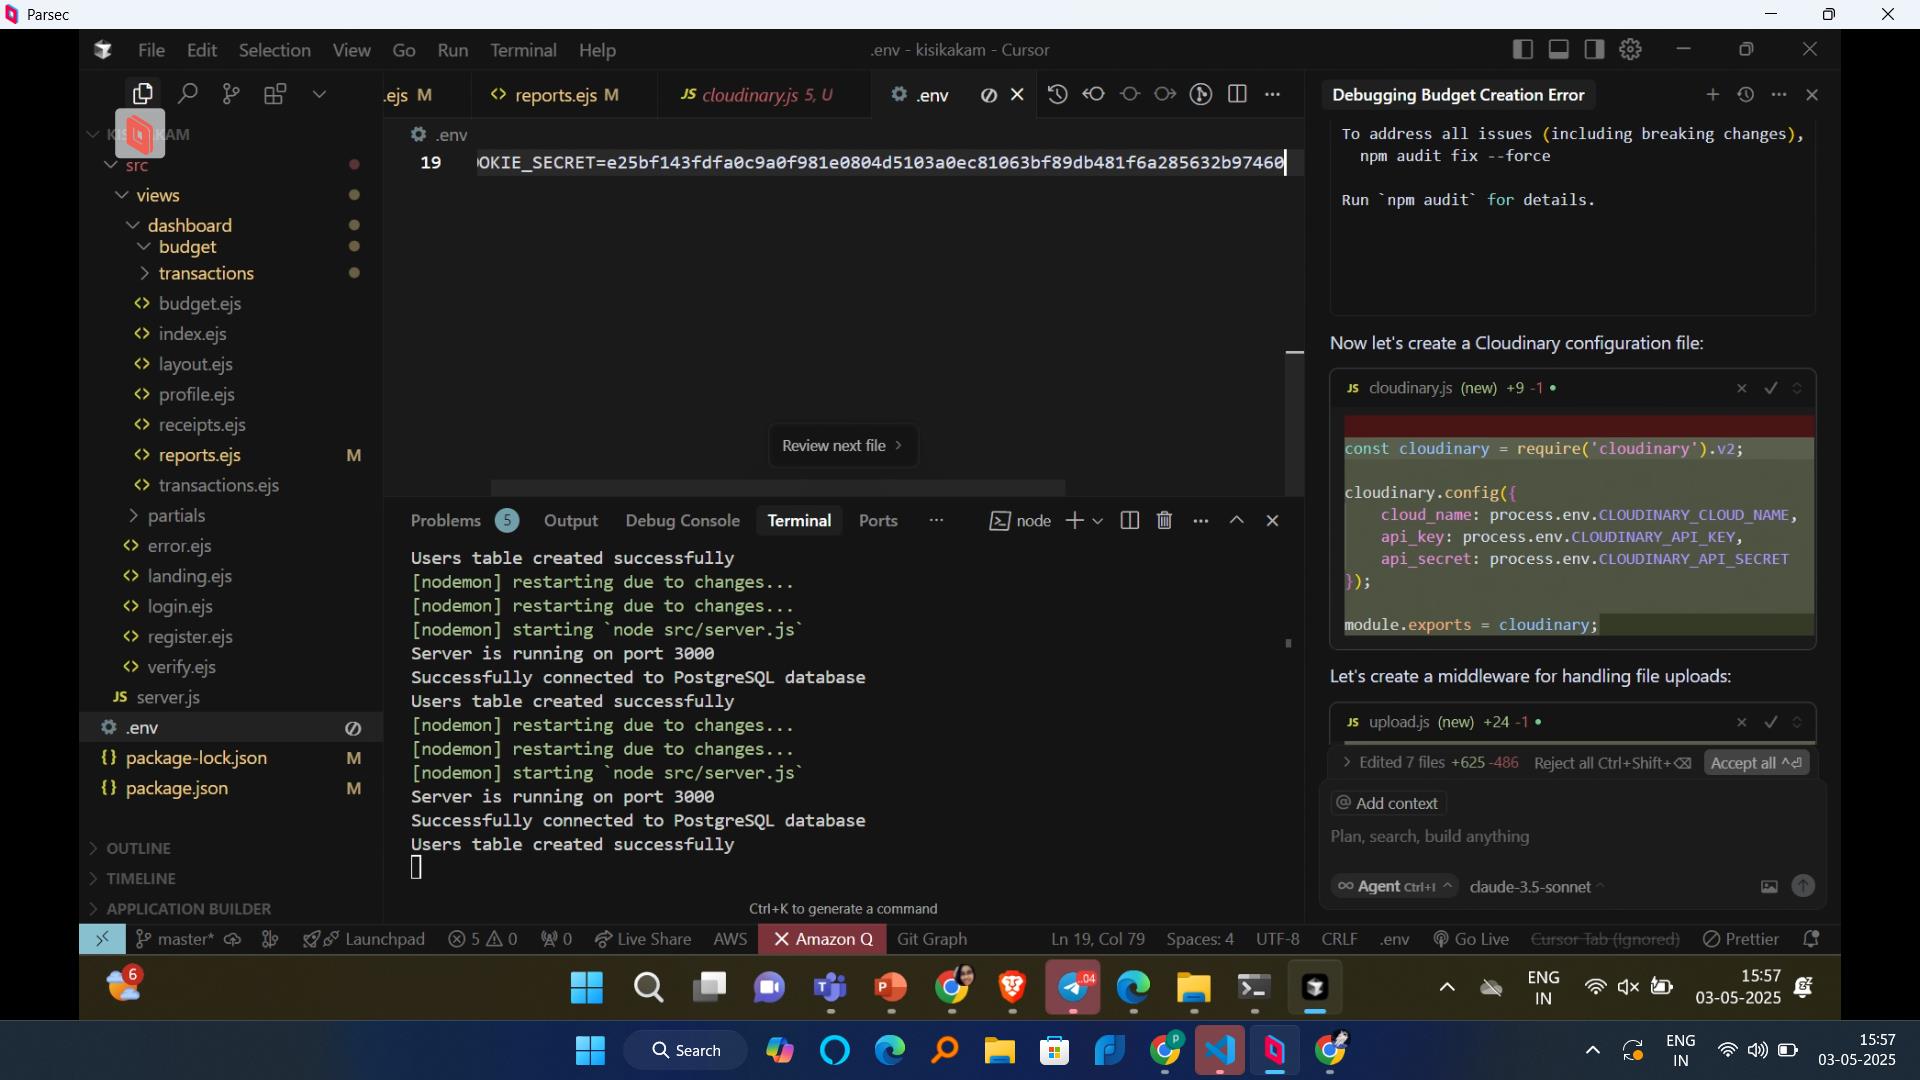 Parsec
File Edit Selection View Go Run Terminal Help
.env - kisikakam - Cursor
.ejs M
reports.ejs M
JS cloudinary.js 5, U
.env
Debugging Budget Creation Error
.env
19 OKIE_SECRET=e25bf143fdfa0c9a0f981e0804d5103a0ec81063bf89db481f6a285632b97460
Review next file
src
views
dashboard
budget
transactions
budget.ejs
index.ejs
layout.ejs
profile.ejs
receipts.ejs
reports.ejs M
transactions.ejs
partials
error.ejs
landing.ejs
login.ejs
register.ejs
verify.ejs
JS server.js
.env
{} package-lock.json M
{} package.json M
OUTLINE
TIMELINE
APPLICATION BUILDER
Problems 5 Output Debug Console Terminal Ports
node
Users table created successfully
[nodemon] restarting due to changes...
[nodemon] restarting due to changes...
[nodemon] starting `node src/server.js`
Server is running on port 3000
Successfully connected to PostgreSQL database
Users table created successfully
[nodemon] restarting due to changes...
[nodemon] restarting due to changes...
[nodemon] starting `node src/server.js`
Server is running on port 3000
Successfully connected to PostgreSQL database
Users table created successfully
Ctrl+K to generate a command
To address all issues (including breaking changes),
npm audit fix --force
Run `npm audit` for details.
Now let's create a Cloudinary configuration file:
JS cloudinary.js (new) +9 -1
const cloudinary = require('cloudinary').v2;
cloudinary.config({
cloud_name: process.env.CLOUDINARY_CLOUD_NAME,
api_key: process.env.CLOUDINARY_API_KEY,
api_secret: process.env.CLOUDINARY_API_SECRET
});
module.exports = cloudinary;
Let's create a middleware for handling file uploads:
JS upload.js (new) +24 -1
Edited 7 files +625 -486 Reject all Ctrl+Shift+⌫ Accept all ^⏎
@ Add context
Plan, search, build anything
∞ Agent Ctrl+I claude-3.5-sonnet
master* Launchpad 5 0 0 Live Share AWS Amazon Q Git Graph
Ln 19, Col 79 Spaces: 4 UTF-8 CRLF .env Go Live Cursor Tab (Ignored) Prettier
6
.04
ENG
IN
15:57
03-05-2025
Search
P
ENG
IN
15:57
03-05-2025